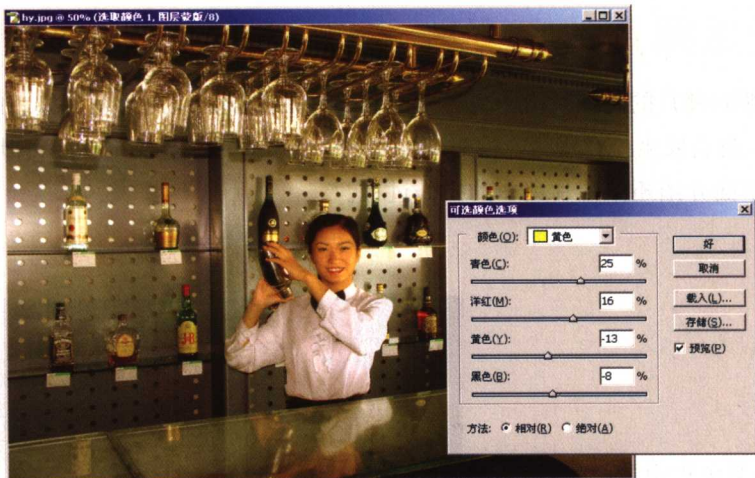 hy.jpg @ 50% (选取颜色 1, 图层蒙版/8)
可选颜色选项
颜色(O): 黄色
好
青色(C): 25 %
取消
洋红(M): 16 %
载入(L)...
存储(S)...
黄色(Y): -13 %
预览(P)
黑色(B): -8 %
方法: 相对(R) 绝对(A)
J&B